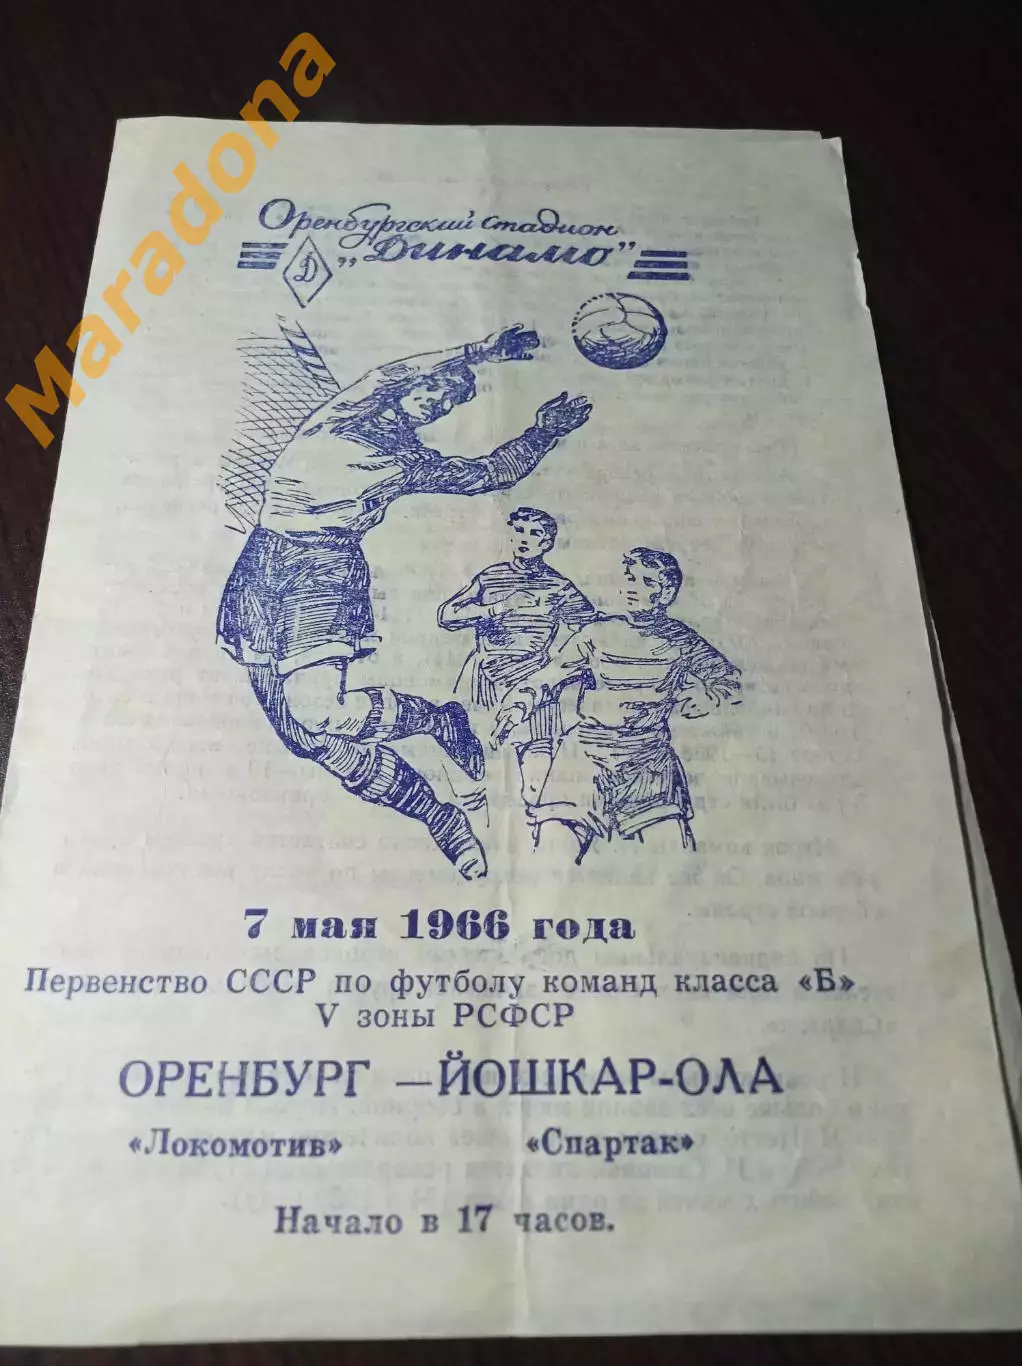 Maradona
Оренбургский стадион
Д „Динамо"
7 мая 1966 года
Первенство СССР по футболу команд класса «Б»
V зоны РСФСР
ОРЕНБУРГ —ЙОШКАР-ОЛА
«Локомотив» «Спартак»
Начало в 17 часов.